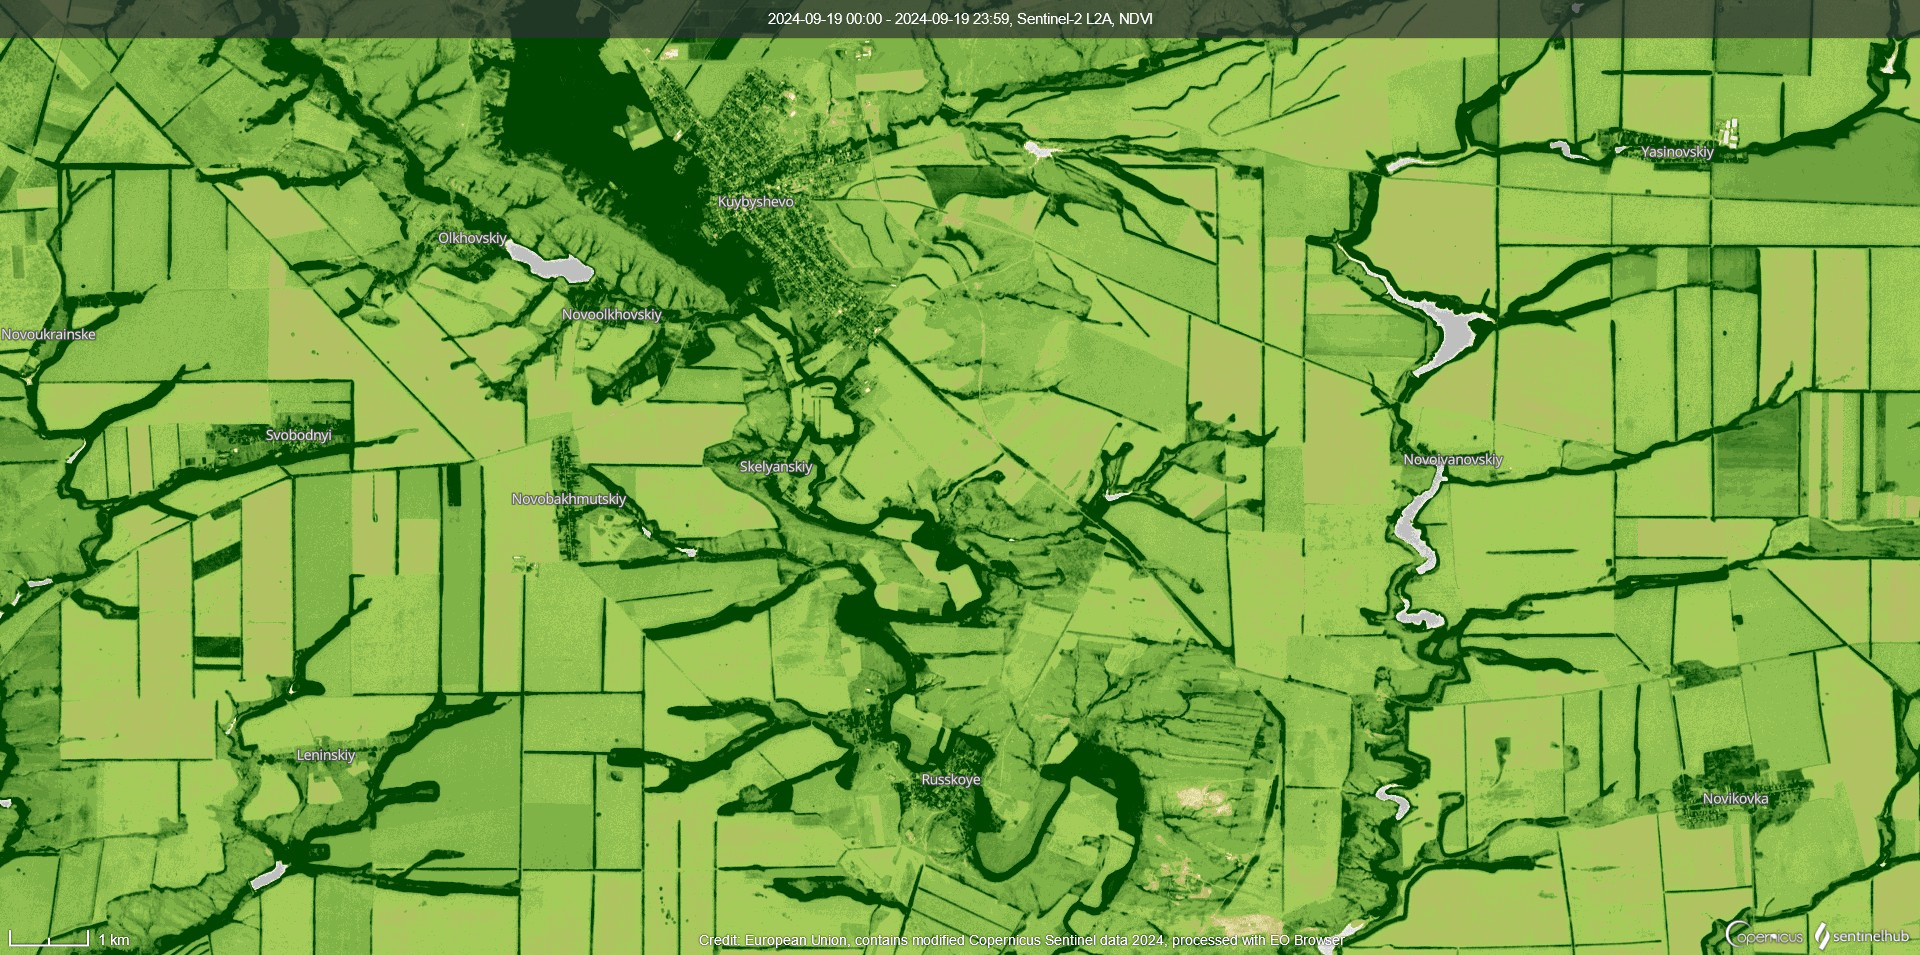 2024-09-19 00:00 - 2024-09-19 23:59, Sentinel-2 L2A, NDVI
Yasinovskiy
Kuybyshevo
Olkhovskiy
Novoolkhovskiy
Novoukrainske
Svobodnyi
Skelyanskiy
Novoivanovskiy
Novobakhmutskiy
Leninskiy
Russkoye
Novikovka
1 km
Credit: European Union, contains modified Copernicus Sentinel data 2024, processed with EO Browser
opernicus
sentinelhub